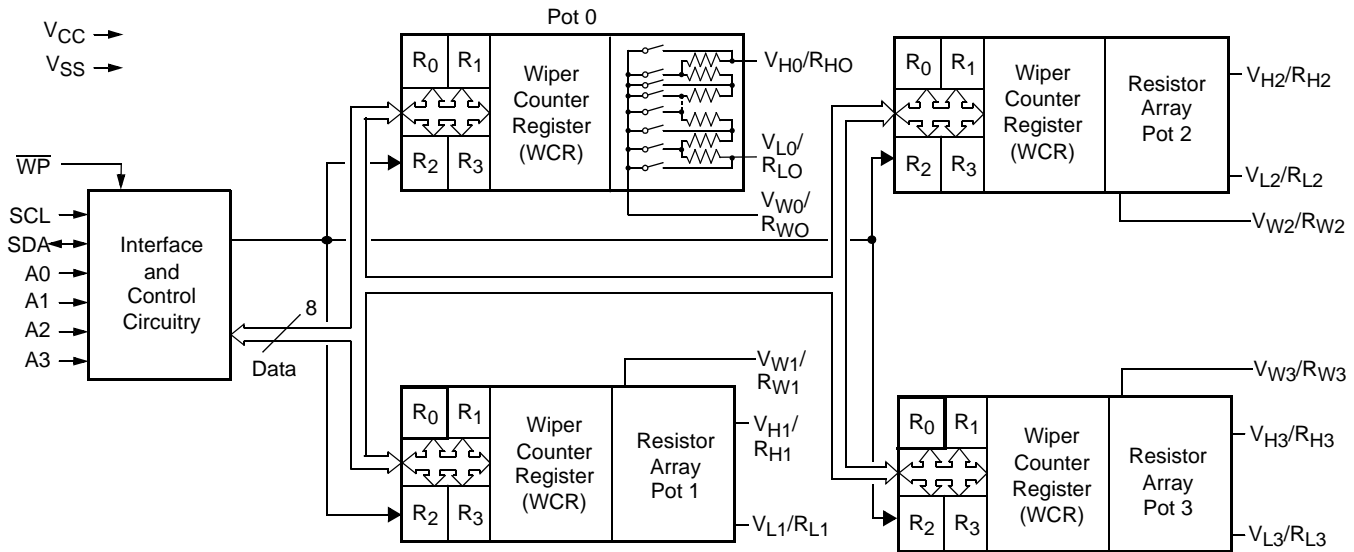 Pot 0
VCC
VSS
R0 R1
R2 R3
Wiper
Counter
Register
(WCR)
VH0/RHO
VL0/
RLO
VW0/
RWO
R0 R1
R2 R3
Wiper
Counter
Register
(WCR)
Resistor
Array
Pot 2
VH2/RH2
VL2/RL2
VW2/RW2
WP
SCL
SDA
A0
A1
A2
A3
Interface
and
Control
Circuitry
8
Data
R0 R1
R2 R3
Wiper
Counter
Register
(WCR)
Resistor
Array
Pot 1
VW1/
RW1
VH1/
RH1
VL1/RL1
R0 R1
R2 R3
Wiper
Counter
Register
(WCR)
Resistor
Array
Pot 3
VW3/RW3
VH3/RH3
VL3/RL3